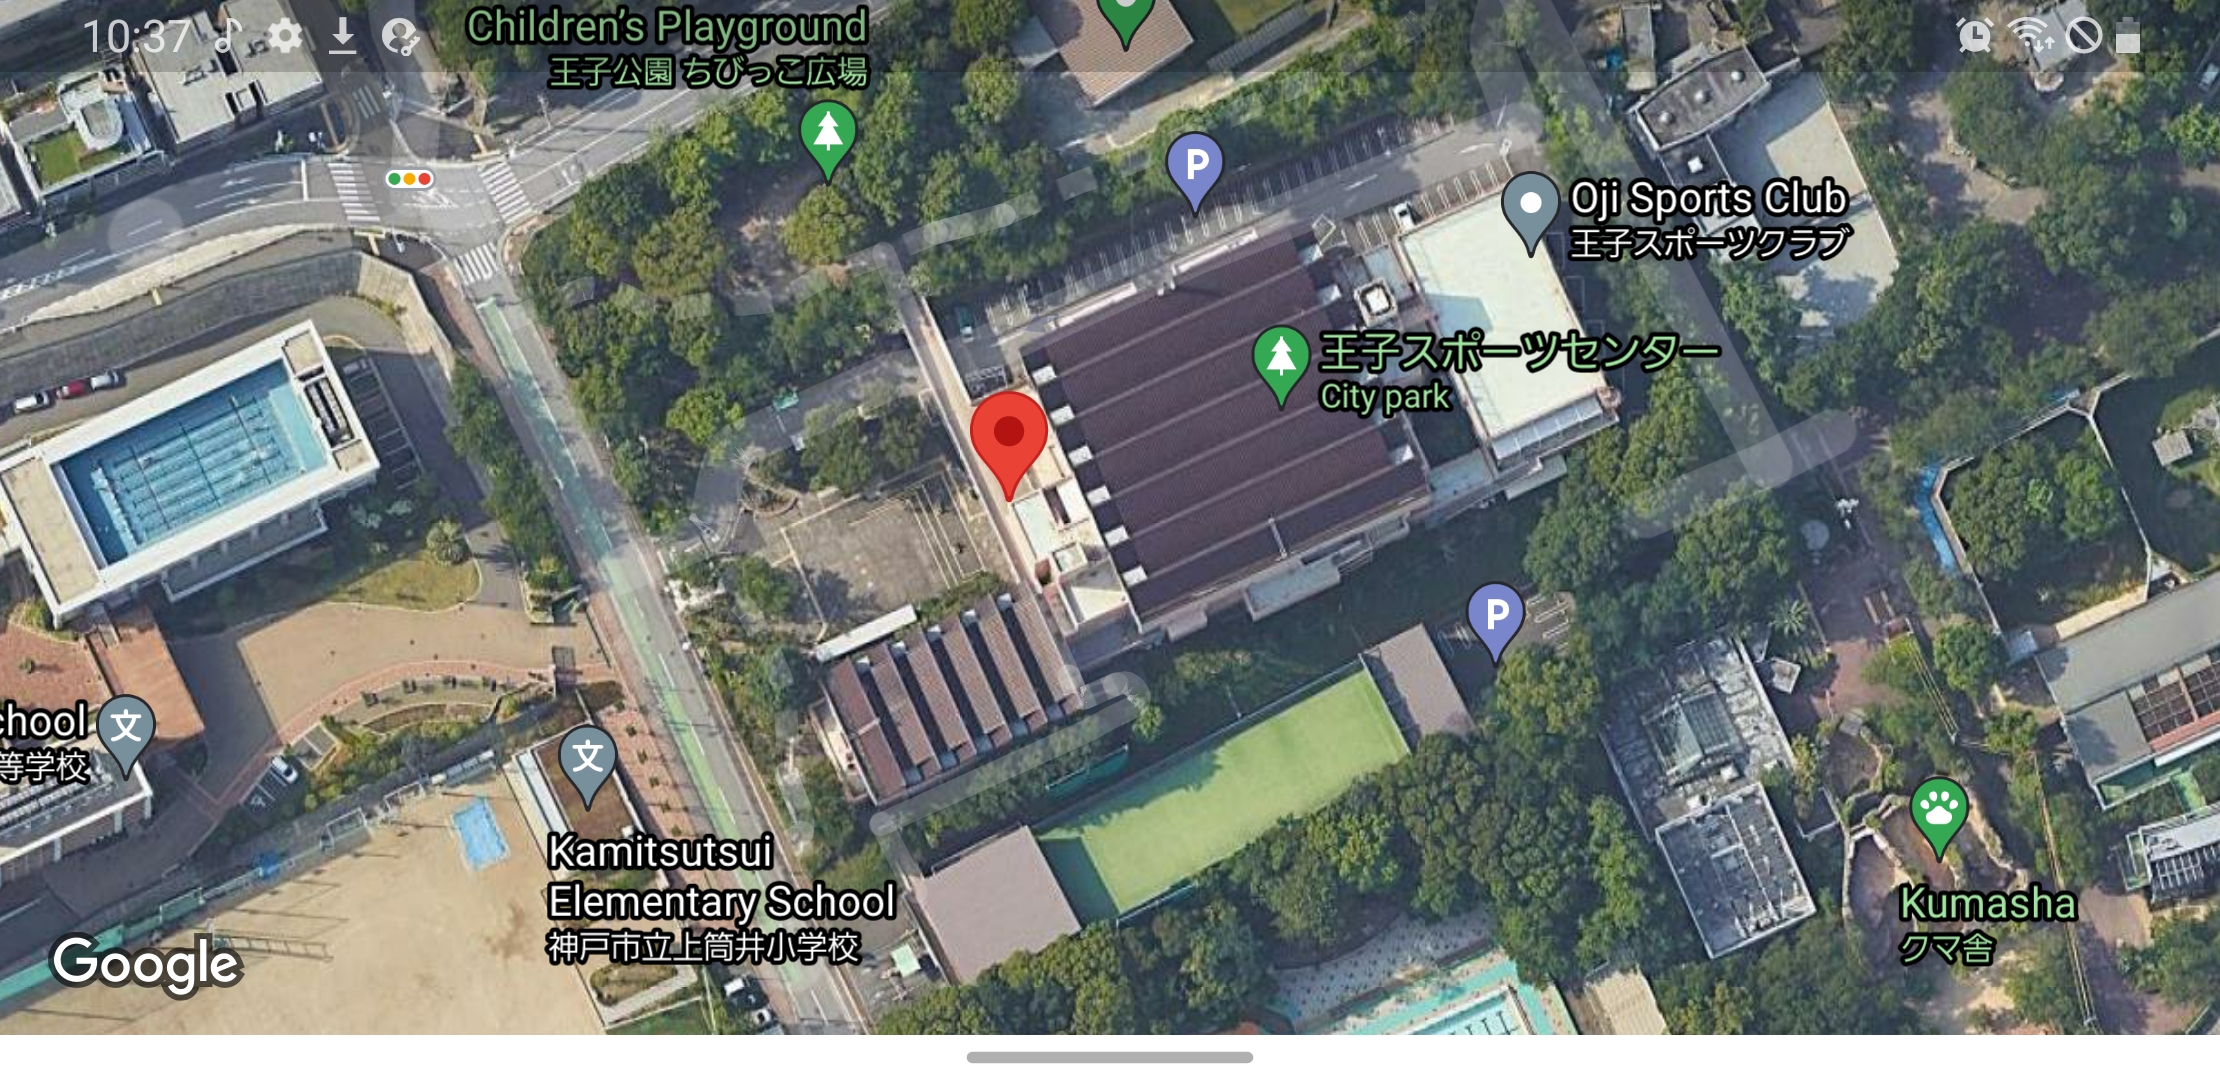 10:37
Children's Playground
王子公園 ちびっこ広場
P
Oji Sports Club
王子スポーツクラブ
王子スポーツセンター
City park
P
chool
等学校
文
文
Kamitsutsui
Elementary School
神戸市立上筒井小学校
Kumasha
クマ舎
Google